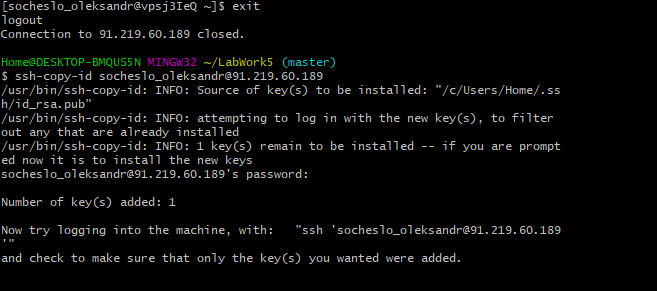 [socheslo_oleksandr@vpsj3IeQ ~]$ exit
logout
Connection to 91.219.60.189 closed.
Home@DESKTOP-BMQUS5N MINGW32 ~/LabWork5 (master)
$ ssh-copy-id socheslo_oleksandr@91.219.60.189
/usr/bin/ssh-copy-id: INFO: Source of key(s) to be installed: "/c/Users/Home/.ss
h/id_rsa.pub"
/usr/bin/ssh-copy-id: INFO: attempting to log in with the new key(s), to filter
out any that are already installed
/usr/bin/ssh-copy-id: INFO: 1 key(s) remain to be installed -- if you are prompt
ed now it is to install the new keys
socheslo_oleksandr@91.219.60.189's password:
Number of key(s) added: 1
Now try logging into the machine, with:   "ssh 'socheslo_oleksandr@91.219.60.189
'"
and check to make sure that only the key(s) you wanted were added.